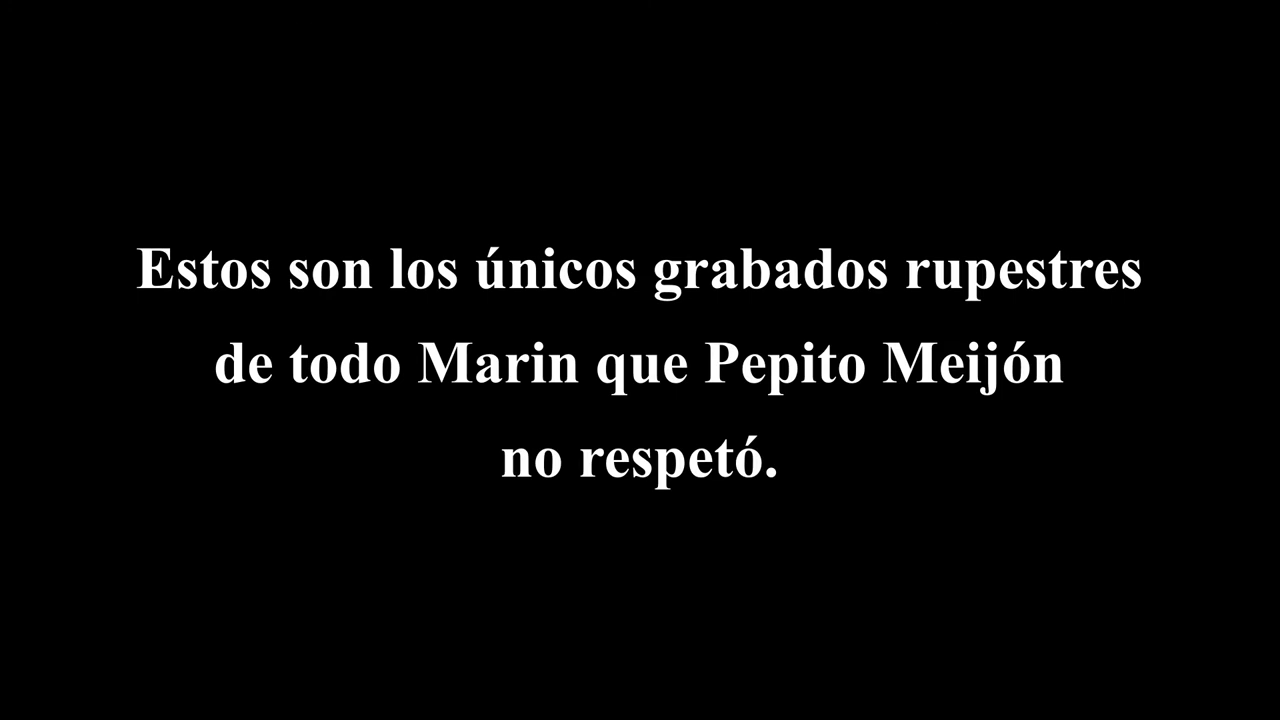 Estos son los únicos grabados rupestres
de todo Marin que Pepito Meijón
no respetó.